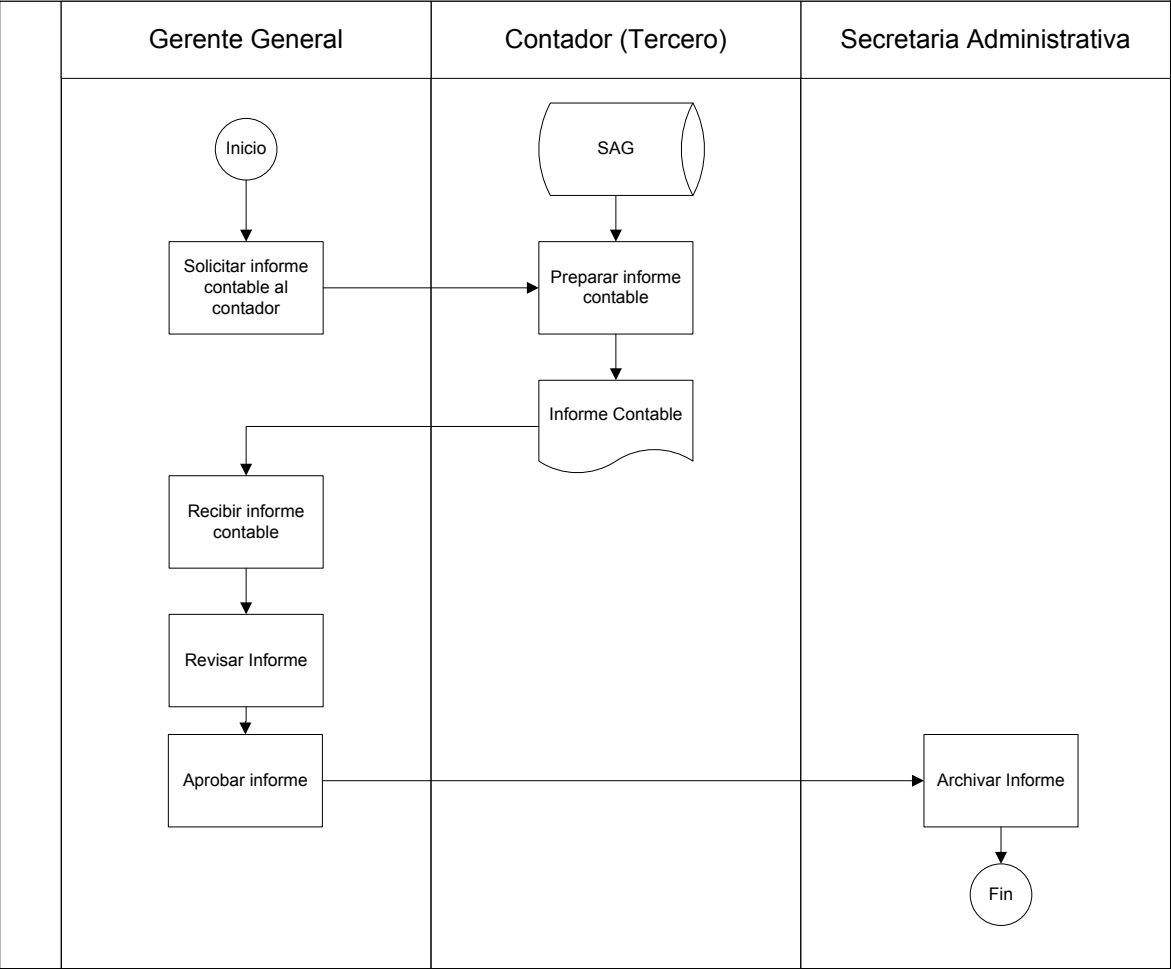 Gerente General
Contador (Tercero)
Secretaria Administrativa
Inicio
SAG
Solicitar informe
contable al
contador
Preparar informe
contable
Informe Contable
Recibir informe
contable
Revisar Informe
Aprobar informe
Archivar Informe
Fin